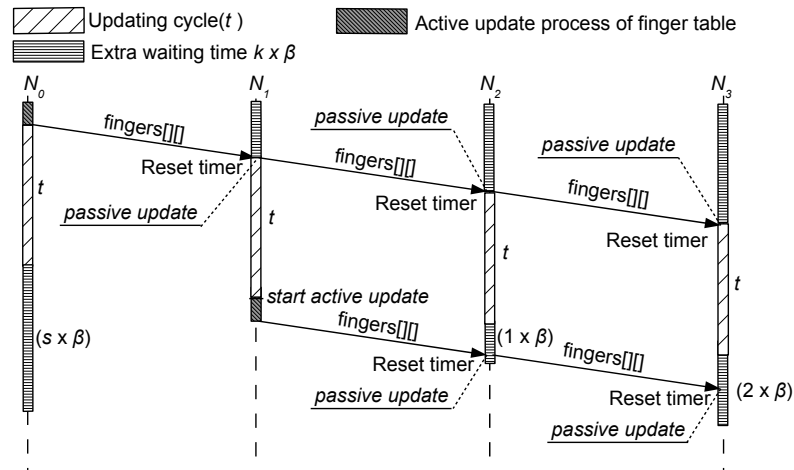 Updating cycle(t )
Active update process of finger table
Extra waiting time k x β
N0
N1
N2
N3
fingers[][]
passive update
passive update
Reset timer
fingers[][]
t
Reset timer
fingers[][]
passive update
t
Reset timer
t
t
start active update
fingers[][]
(s x β)
(1 x β)
Reset timer
fingers[][]
passive update
Reset timer
(2 x β)
passive update